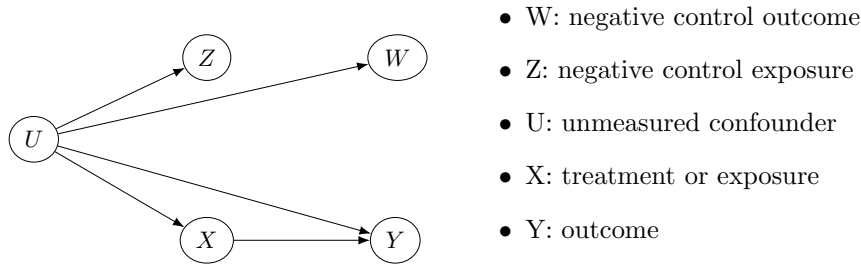 Z
W
U
X
Y
• W: negative control outcome
• Z: negative control exposure
• U: unmeasured confounder
• X: treatment or exposure
• Y: outcome